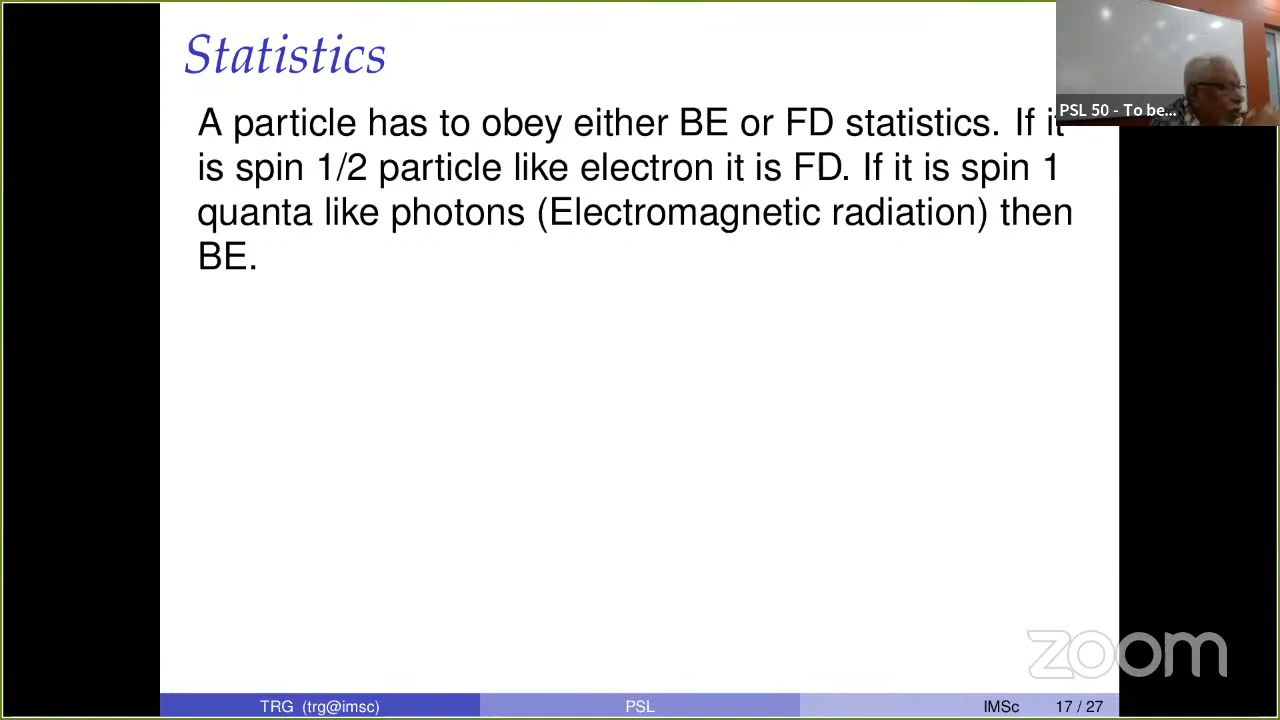 Statistics
A particle has to obey either BE or FD statistics. If it
is spin 1/2 particle like electron it is FD. If it is spin 1
quanta like photons (Electromagnetic radiation) then
BE.
PSL 50 - To be...
zoom
TRG (trg@imsc)
PSL
IMSc
17 / 27